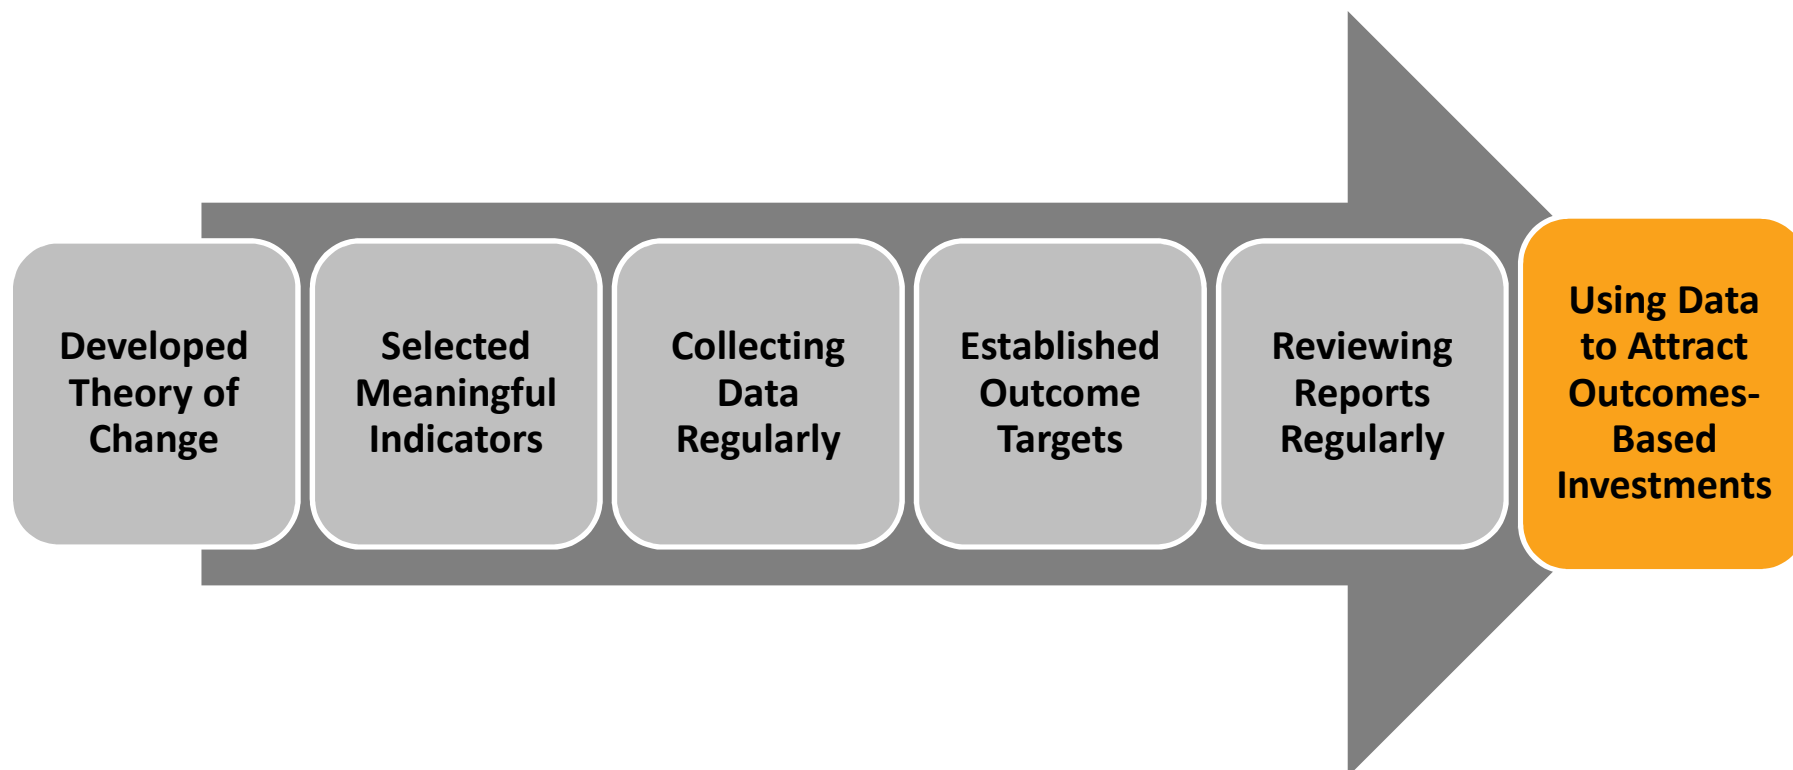 Developed
Theory of
Change
Selected
Meaningful
Indicators
Collecting
Data
Regularly
Established
Outcome
Targets
Reviewing
Reports
Regularly
Using Data
to Attract
Outcomes-
Based
Investments